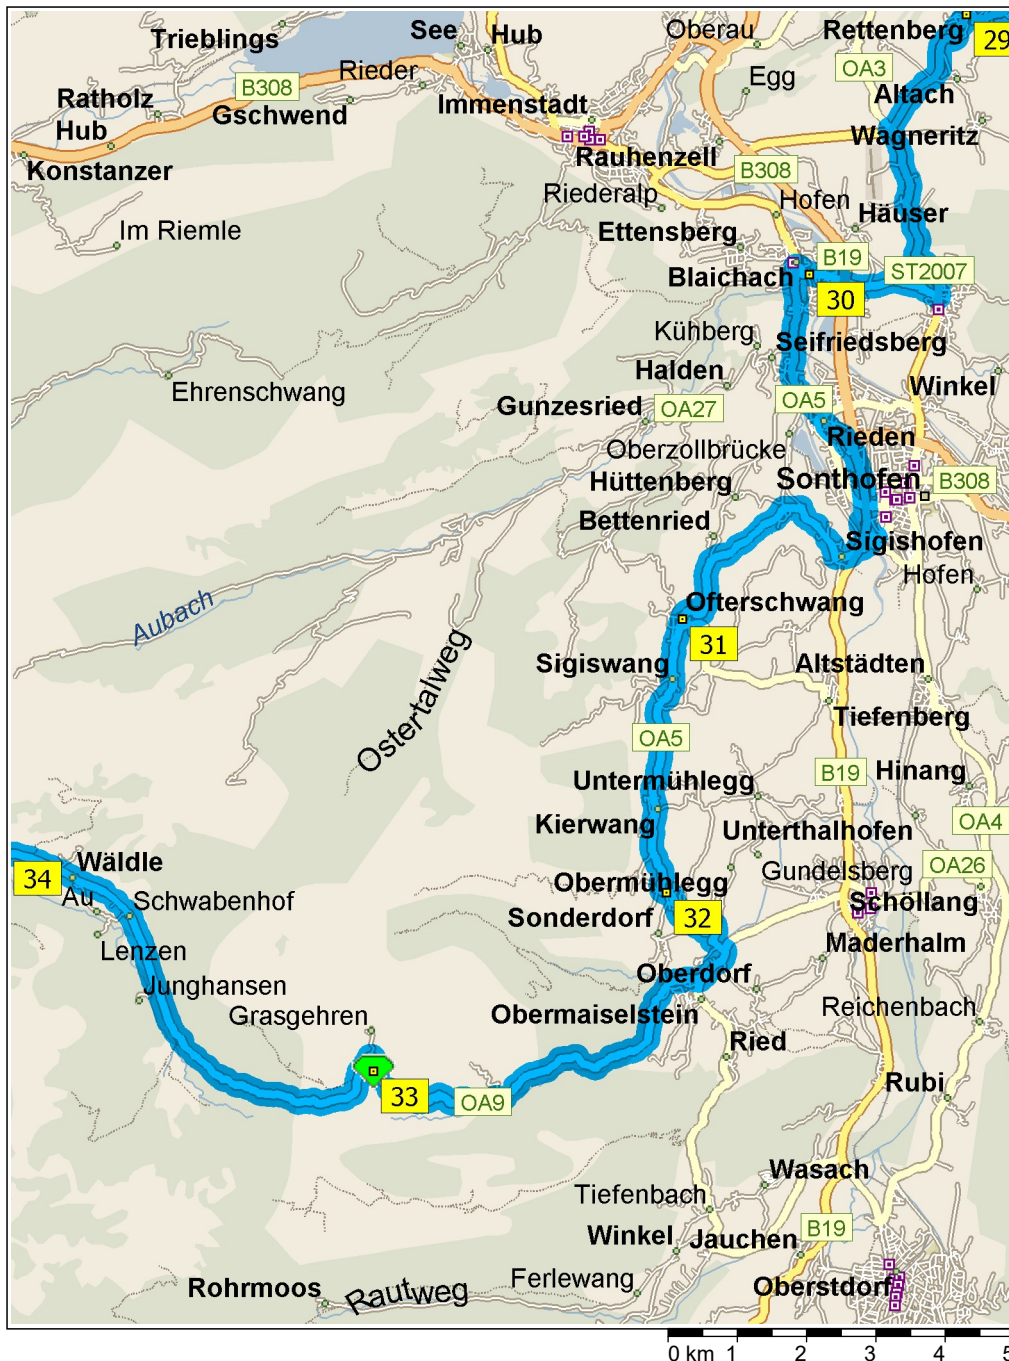 Oberau
Rettenberg
29
See
Hub
Trieblings
Rieder
Egg
OA3
B308
Altach
Ratholz
Gschwend
Immenstadt
Hub
Wagneritz
Konstanzer
Rauhenzell
B308
Riederalp
Hofen
Häuser
Im Riemle
Ettensberg
B19
ST2007
Blaichach
30
Kühberg
Seifriedsberg
Halden
Winkel
Ehrenschwang
Gunzesried
OA27
OA5
Rieden
Oberzollbrücke
Hüttenberg
Sonthofen
B308
Bettenried
Sigishofen
Hofen
Aubach
Ofterschwang
31
Ostertalweg
Sigiswang
Altstädten
Tiefenberg
OA5
Untermühlegg
B19
Hinang
Kierwang
Unterthalhofen
OA4
Wäldle
Gundelsberg
OA26
34
Obermühlegg
Au
Schwabenhof
Schöllang
Sonderdorf
32
Lenzen
Maderhalm
Oberdorf
Junghansen
Reichenbach
Grasgehren
Obermaiselstein
Ried
33
OA9
Rubi
Wasach
Tiefenbach
Winkel
Jauchen
B19
Rohrmoos
Rautweg
Ferlewang
Oberstdorf
0 km 1 2 3 4 5